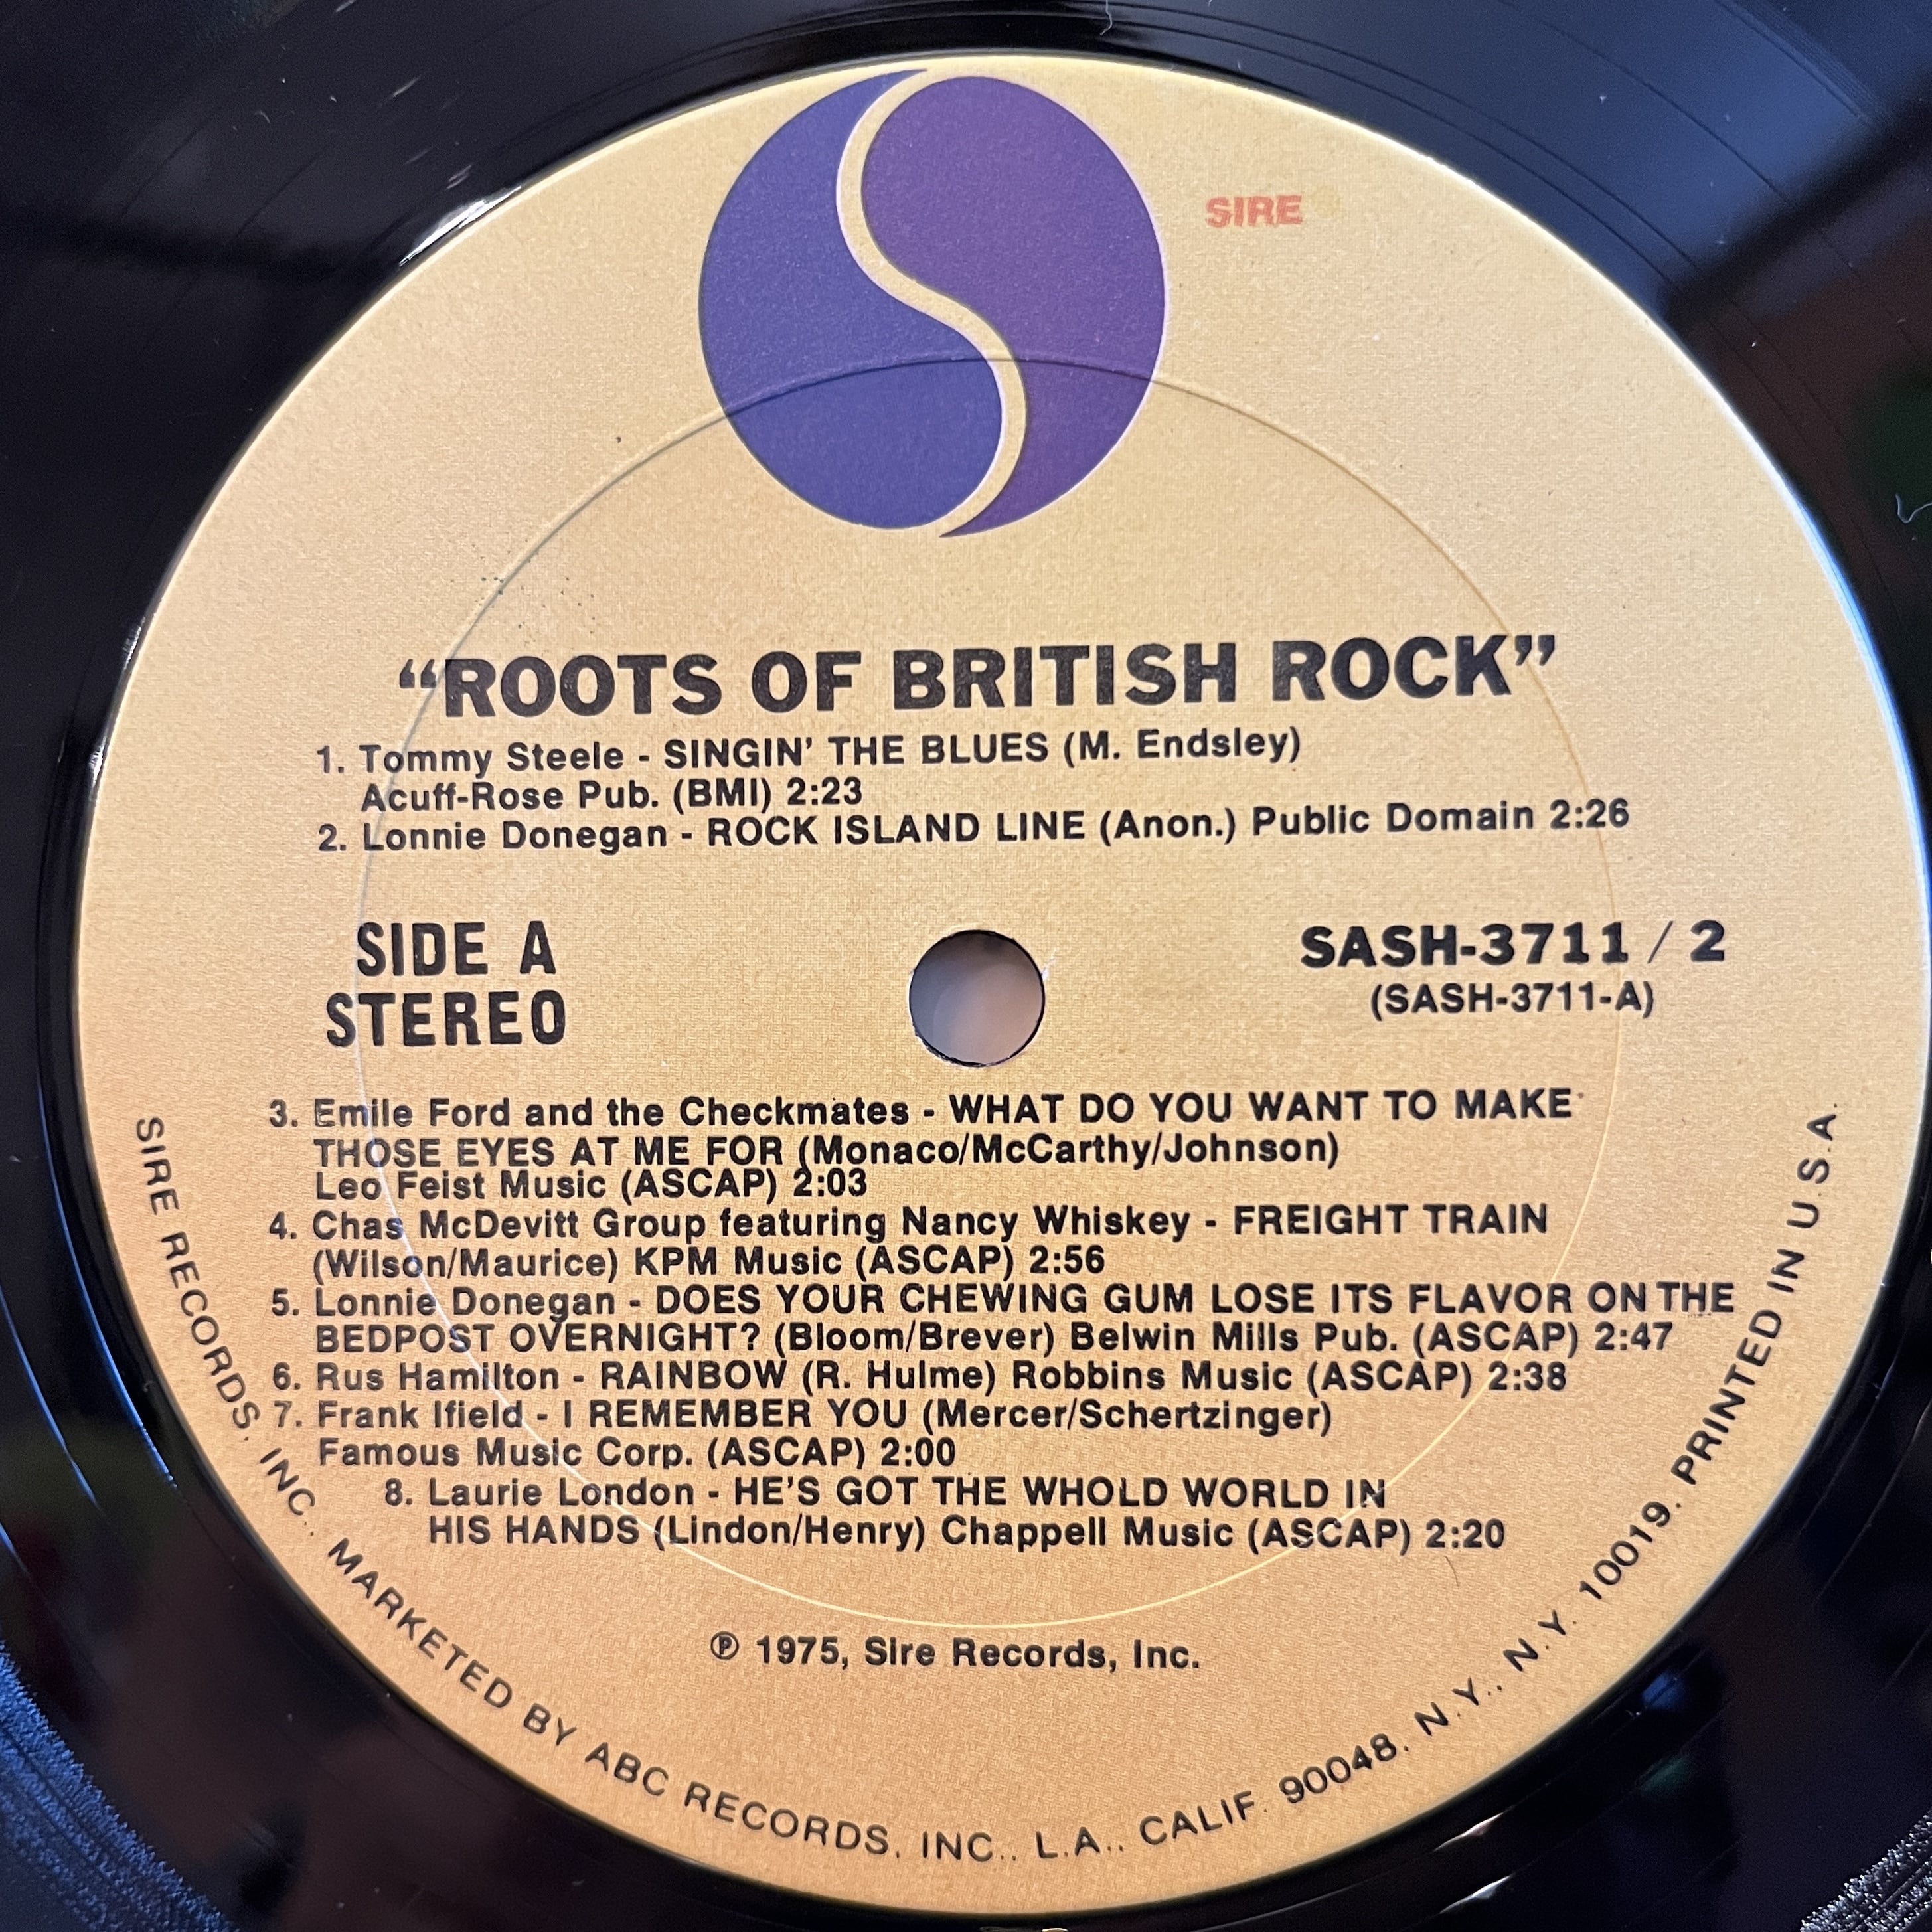 SIRE
“ROOTS OF BRITISH ROCK”
1. Tommy Steele - SINGIN’ THE BLUES (M. Endsley)
Acuff-Rose Pub. (BMI) 2:23
2. Lonnie Donegan - ROCK ISLAND LINE (Anon.) Public Domain 2:26
SIDE A
STEREO
SASH-3711 / 2
(SASH-3711-A)
3. Emile Ford and the Checkmates - WHAT DO YOU WANT TO MAKE
THOSE EYES AT ME FOR (Monaco/McCarthy/Johnson)
Leo Feist Music (ASCAP) 2:03
4. Chas McDevitt Group featuring Nancy Whiskey - FREIGHT TRAIN
(Wilson/Maurice) KPM Music (ASCAP) 2:56
5. Lonnie Donegan - DOES YOUR CHEWING GUM LOSE ITS FLAVOR ON THE
BEDPOST OVERNIGHT? (Bloom/Brever) Belwin Mills Pub. (ASCAP) 2:47
6. Rus Hamilton - RAINBOW (R. Hulme) Robbins Music (ASCAP) 2:38
7. Frank Ifield - I REMEMBER YOU (Mercer/Schertzinger)
Famous Music Corp. (ASCAP) 2:00
8. Laurie London - HE’S GOT THE WHOLD WORLD IN
HIS HANDS (Lindon/Henry) Chappell Music (ASCAP) 2:20
℗ 1975, Sire Records, Inc.
SIRE RECORDS, INC., MARKETED BY ABC RECORDS, INC., L.A., CALIF. 90048. N.Y., N.Y. 10019. PRINTED IN U.S.A.